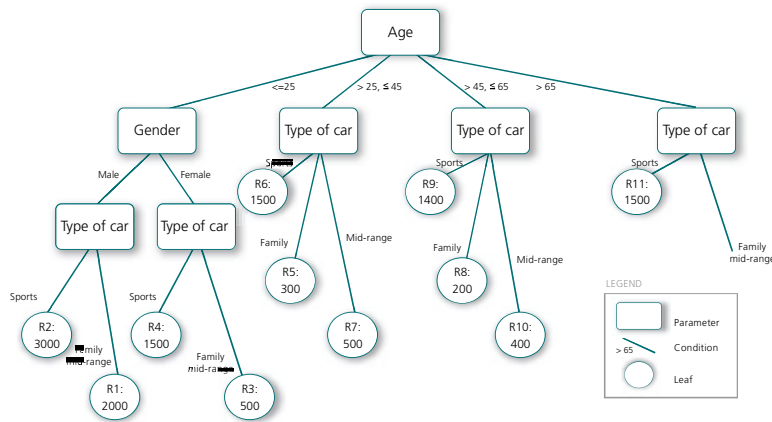 Age
<=25
> 25, ≤ 45
> 45, ≤ 65
> 65
Gender
Type of car
Type of car
Type of car
Male
Female
Sports
Sports
R6:
1500
R9:
1400
R11:
1500
Type of car
Type of car
Family
Mid-range
Family
Mid-range
Family
mid-range
R5:
300
R8:
200
LEGEND
Parameter
> 65
Condition
Leaf
Sports
Sports
R2:
3000
R4:
1500
R7:
500
R10:
400
Family
mid-range
R1:
2000
R3:
500